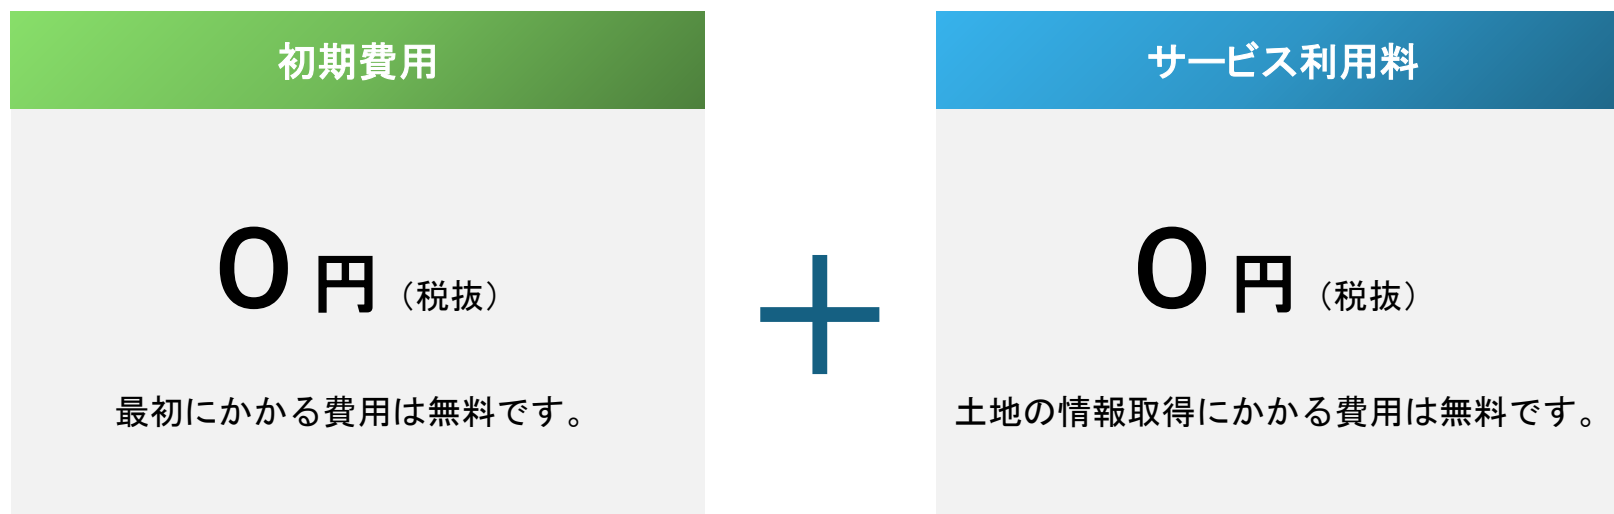 初期費用
0 円 （税抜）
最初にかかる費用は無料です。
＋
サービス利用料
0 円 （税抜）
土地の情報取得にかかる費用は無料です。